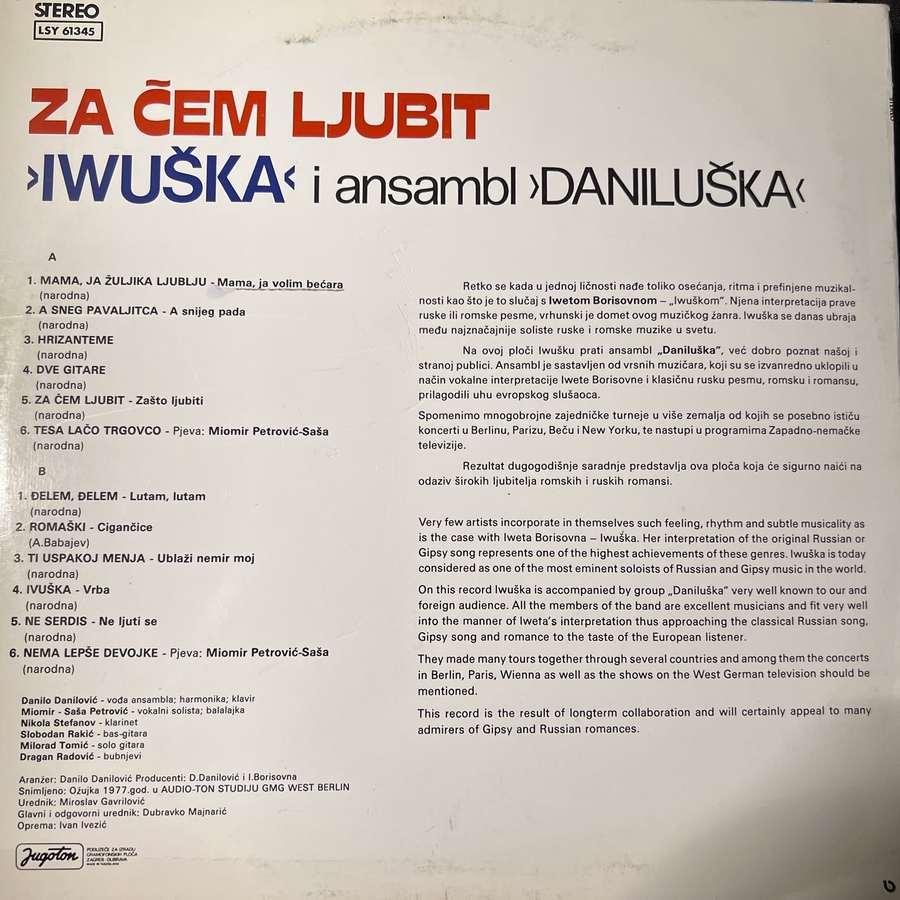 STEREO
LSY 61345
ZA ČEM LJUBIT
›IWUŠKA‹ i ansambl ›DANILUŠKA‹
A
1. MAMA, JA ŽULJIKA LJUBLJU - Mama, ja volim bećara
(narodna)
2. A SNEG PAVALJITCA - A snijeg pada
(narodna)
3. HRIZANTEME
(narodna)
4. DVE GITARE
(narodna)
5. ZA ČEM LJUBIT - Zašto ljubiti
(narodna)
6. TESA LAČO TRGOVCO - Pjeva: Miomir Petrović-Saša
(narodna)
B
1. ĐELEM, ĐELEM - Lutam, lutam
(narodna)
2. ROMAŠKI - Cigančice
(A.Babajev)
3. TI USPAKOJ MENJA - Ublaži nemir moj
(narodna)
4. IVUŠKA - Vrba
(narodna)
5. NE SERDIS - Ne ljuti se
(narodna)
6. NEMA LEPŠE DEVOJKE - Pjeva: Miomir Petrović-Saša
(narodna)
Danilo Danilović - vođa ansambla; harmonika; klavir
Miomir - Saša Petrović - vokalni solista; balalajka
Nikola Stefanov - klarinet
Slobodan Rakić - bas-gitara
Milorad Tomić - solo gitara
Dragan Radović - bubnjevi
Aranžer: Danilo Danilović Producenti: D.Danilović i I.Borisovna
Snimljeno: Ožujka 1977.god. u AUDIO-TON STUDIJU GMG WEST BERLIN
Urednik: Miroslav Gavrilović
Glavni i odgovorni urednik: Dubravko Majnarić
Oprema: Ivan Ivezić
Jugoton
PODUZEĆE ZA IZRADU
GRAMOFONSKIH PLOČA
ZAGREB - DUBRAVA
MADE IN YUGOSLAVIA
Retko se kada u jednoj ličnosti nađe toliko osećanja, ritma i prefinjene muzikal-
nosti kao što je to slučaj s Iwetom Borisovnom – „Iwuškom". Njena interpretacija prave
ruske ili romske pesme, vrhunski je domet ovog muzičkog žanra. Iwuška se danas ubraja
među najznačajnije soliste ruske i romske muzike u svetu.
Na ovoj ploči Iwušku prati ansambl „Daniluška", već dobro poznat našoj i
stranoj publici. Ansambl je sastavljen od vrsnih muzičara, koji su se izvanredno uklopili u
način vokalne interpretacije Iwete Borisovne i klasičnu rusku pesmu, romsku i romansu,
prilagodili uhu evropskog slušaoca.
Spomenimo mnogobrojne zajedničke turneje u više zemalja od kojih se posebno ističu
koncerti u Berlinu, Parizu, Beču i New Yorku, te nastupi u programima Zapadno-nemačke
televizije.
Rezultat dugogodišnje saradnje predstavlja ova ploča koja će sigurno naići na
odaziv širokih ljubitelja romskih i ruskih romansi.
Very few artists incorporate in themselves such feeling, rhythm and subtle musicality as
is the case with Iweta Borisovna - Iwuška. Her interpretation of the original Russian or
Gipsy song represents one of the highest achievements of these genres. Iwuška is today
considered as one of the most eminent soloists of Russian and Gipsy music in the world.
On this record Iwuška is accompanied by group „Daniluška" very well known to our and
foreign audience. All the members of the band are excellent musicians and fit very well
into the manner of Iweta's interpretation thus approaching the classical Russian song,
Gipsy song and romance to the taste of the European listener.
They made many tours together through several countries and among them the concerts
in Berlin, Paris, Wienna as well as the shows on the West German television should be
mentioned.
This record is the result of longterm collaboration and will certainly appeal to many
admirers of Gipsy and Russian romances.